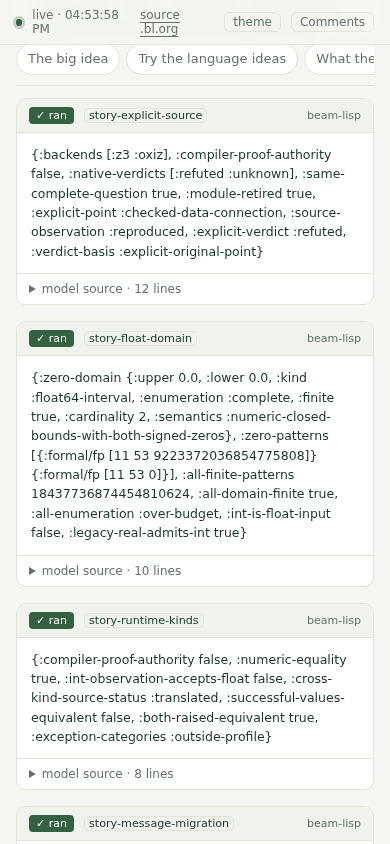 live · 04:53:58 PM
source.bl.org
theme
Comments
The big idea
Try the language ideas
What the
✓ ran story-explicit-source beam-lisp
{:backends [:z3 :oxiz], :compiler-proof-authority
false, :native-verdicts [:refuted :unknown], :same-
complete-question true, :module-retired true,
:explicit-point :checked-data-connection, :source-
observation :reproduced, :explicit-verdict :refuted,
:verdict-basis :explicit-original-point}
▶ model source · 12 lines
✓ ran story-float-domain beam-lisp
{:zero-domain {:upper 0.0, :lower 0.0, :kind
:float64-interval, :enumeration :complete, :finite
true, :cardinality 2, :semantics :numeric-closed-
bounds-with-both-signed-zeros}, :zero-patterns
[{:formal/fp [11 53 9223372036854775808]}
{:formal/fp [11 53 0]}], :all-finite-patterns
18437736874454810624, :all-domain-finite true,
:all-enumeration :over-budget, :int-is-float-input
false, :legacy-real-admits-int true}
▶ model source · 10 lines
✓ ran story-runtime-kinds beam-lisp
{:compiler-proof-authority false, :numeric-equality
true, :int-observation-accepts-float false, :cross-
kind-source-status :translated, :successful-values-
equivalent false, :both-raised-equivalent true,
:exception-categories :outside-profile}
▶ model source · 8 lines
✓ ran story-message-migration beam-lisp